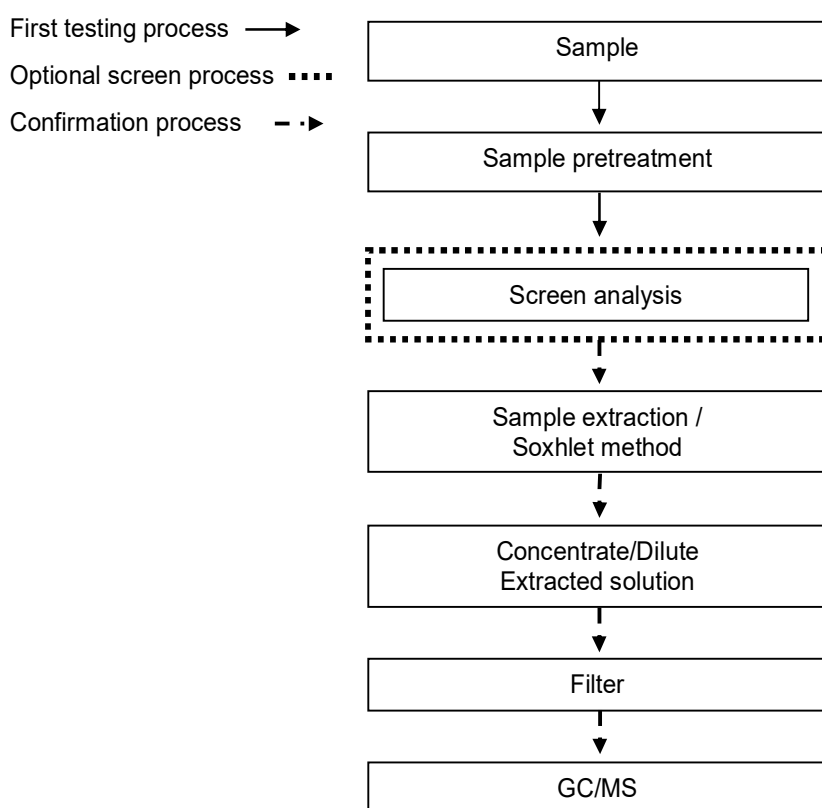 First testing process
Optional screen process
Confirmation process
Sample
Sample pretreatment
Screen analysis
Sample extraction /
Soxhlet method
Concentrate/Dilute
Extracted solution
Filter
GC/MS